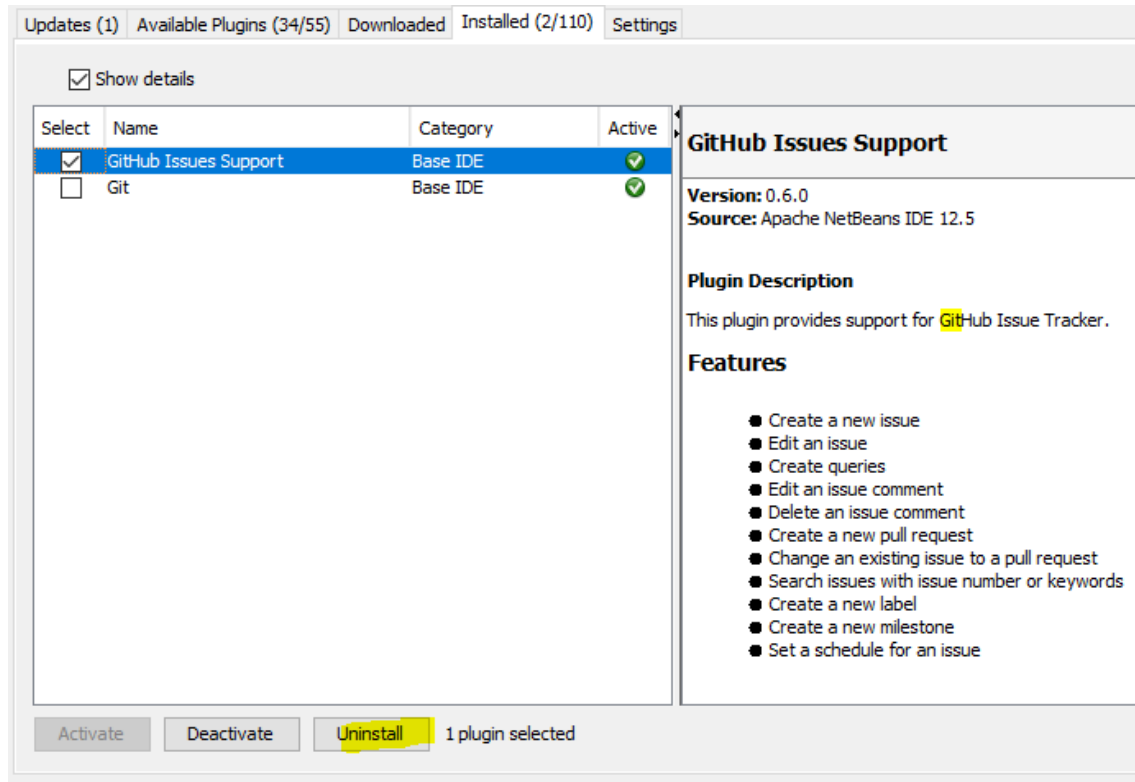 Updates (1) Available Plugins (34/55) Downloaded Installed (2/110) Settings
Show details
Select Name Category Active
GitHub Issues Support Base IDE
Git Base IDE
GitHub Issues Support
Version: 0.6.0
Source: Apache NetBeans IDE 12.5
Plugin Description
This plugin provides support for GitHub Issue Tracker.
Features
Create a new issue
Edit an issue
Create queries
Edit an issue comment
Delete an issue comment
Create a new pull request
Change an existing issue to a pull request
Search issues with issue number or keywords
Create a new label
Create a new milestone
Set a schedule for an issue
Activate Deactivate Uninstall 1 plugin selected